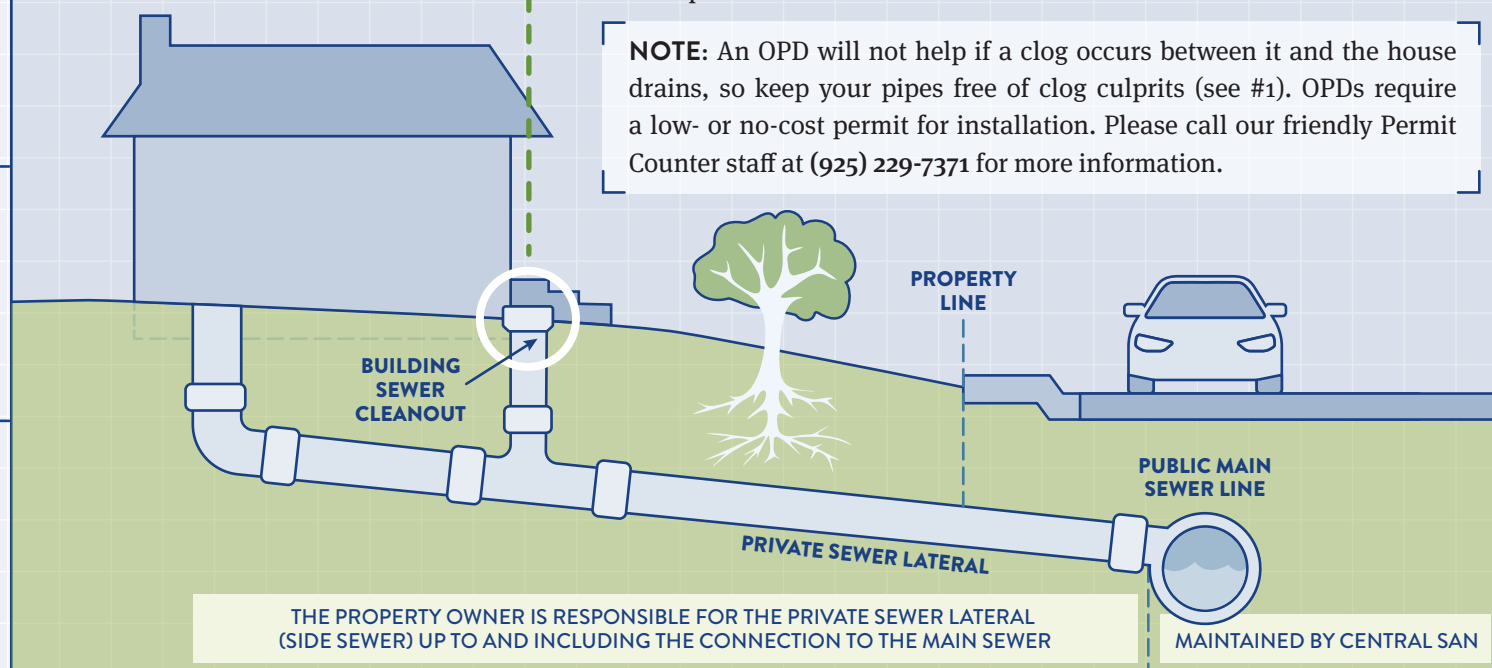 NOTE: An OPD will not help if a clog occurs between it and the house
drains, so keep your pipes free of clog culprits (see #1). OPDs require
a low- or no-cost permit for installation. Please call our friendly Permit
Counter staff at (925) 229-7371 for more information.
PROPERTY
LINE
BUILDING
SEWER
CLEANOUT
PUBLIC MAIN
SEWER LINE
PRIVATE SEWER LATERAL
THE PROPERTY OWNER IS RESPONSIBLE FOR THE PRIVATE SEWER LATERAL
(SIDE SEWER) UP TO AND INCLUDING THE CONNECTION TO THE MAIN SEWER
MAINTAINED BY CENTRAL SAN